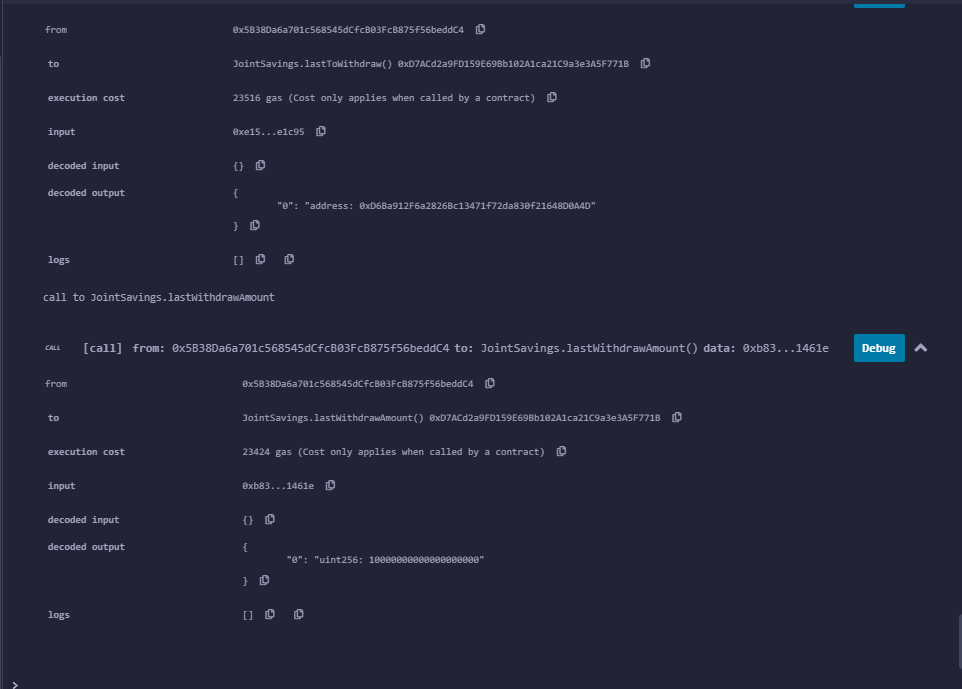 from 0x5B38Da6a701c568545dCfcB03FcB875f56beddC4
to JointSavings.lastToWithdraw() 0xD7ACd2a9FD159E69Bb102A1ca21C9a3e3A5F771B
execution cost 23516 gas (Cost only applies when called by a contract)
input 0xe15...e1c95
decoded input {}
decoded output {
"0": "address: 0xD6Ba912F6a2826Bc13471f72da830f21648D0A4D"
}
logs []
call to JointSavings.lastWithdrawAmount
CALL [call] from: 0x5B38Da6a701c568545dCfcB03FcB875f56beddC4 to: JointSavings.lastWithdrawAmount() data: 0xb83...1461e Debug
from 0x5B38Da6a701c568545dCfcB03FcB875f56beddC4
to JointSavings.lastWithdrawAmount() 0xD7ACd2a9FD159E69Bb102A1ca21C9a3e3A5F771B
execution cost 23424 gas (Cost only applies when called by a contract)
input 0xb83...1461e
decoded input {}
decoded output {
"0": "uint256: 10000000000000000000"
}
logs []
>